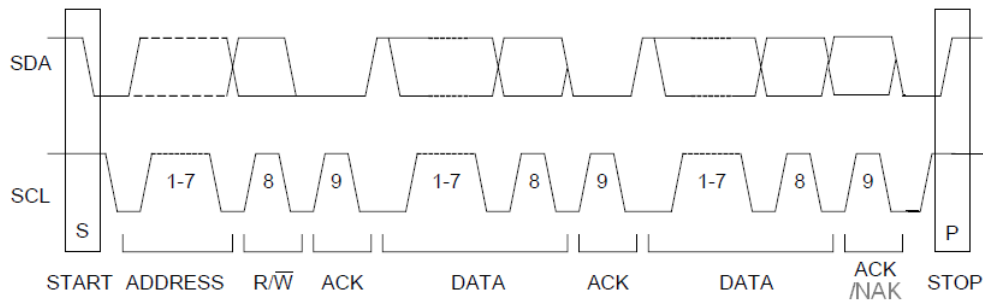 SDA
SCL
1-7 8 9 1-7 8 9 1-7 8 9
S P
START ADDRESS R/W̅ ACK DATA ACK DATA ACK STOP
/NAK